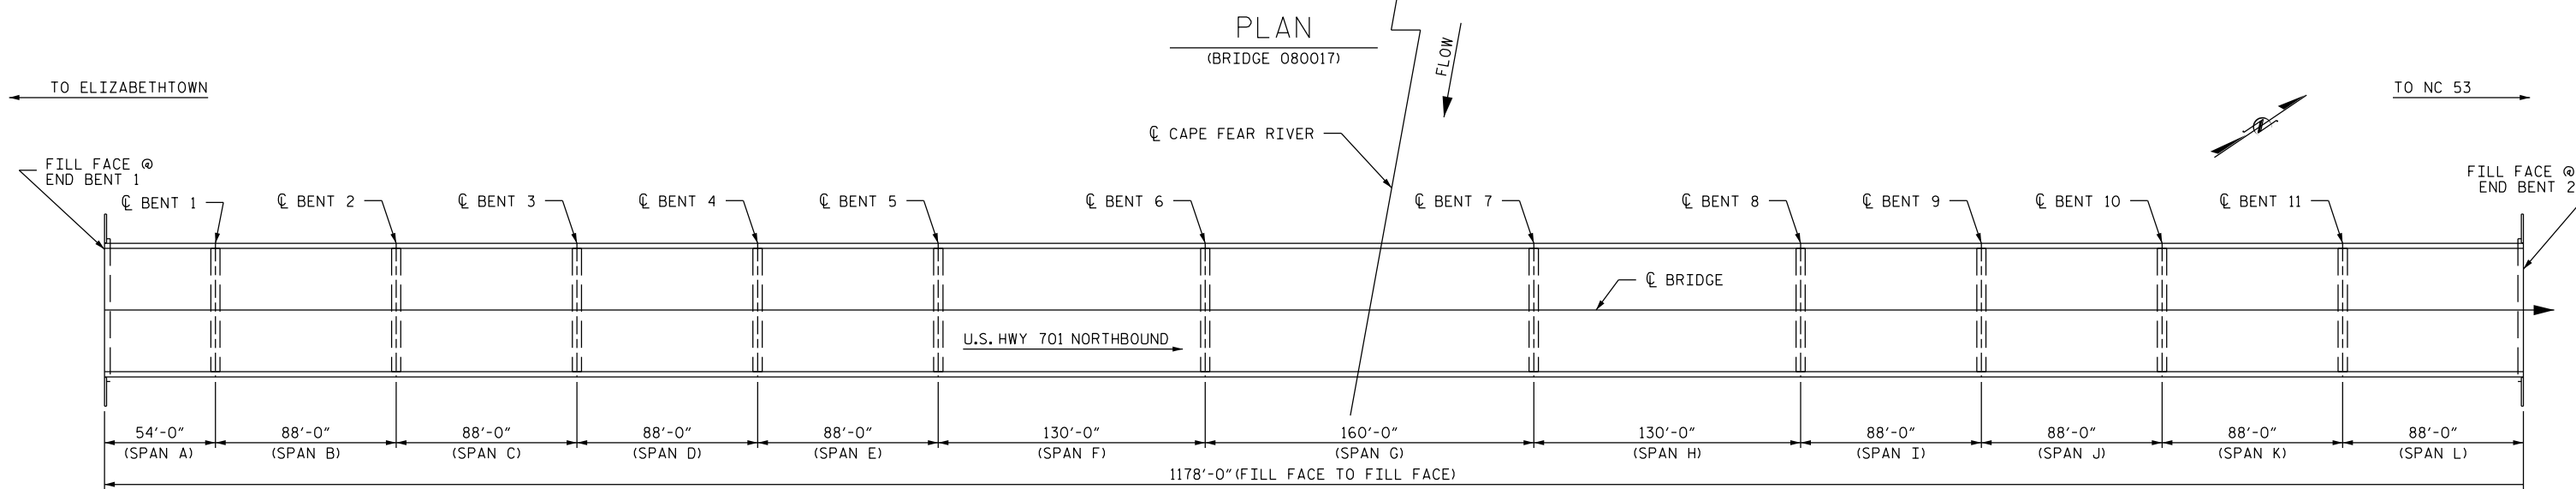 PLAN
(BRIDGE 080017)
FLOW
TO ELIZABETHTOWN
TO NC 53
℄ CAPE FEAR RIVER
FILL FACE @
END BENT 1
FILL FACE @
END BENT 2
℄ BENT 1
℄ BENT 2
℄ BENT 3
℄ BENT 4
℄ BENT 5
℄ BENT 6
℄ BENT 7
℄ BENT 8
℄ BENT 9
℄ BENT 10
℄ BENT 11
℄ BRIDGE
U.S. HWY 701 NORTHBOUND
54'-0" 88'-0" 88'-0" 88'-0" 88'-0" 130'-0" 160'-0" 130'-0" 88'-0" 88'-0" 88'-0" 88'-0"
(SPAN A) (SPAN B) (SPAN C) (SPAN D) (SPAN E) (SPAN F) (SPAN G) (SPAN H) (SPAN I) (SPAN J) (SPAN K) (SPAN L)
1178'-0" (FILL FACE TO FILL FACE)